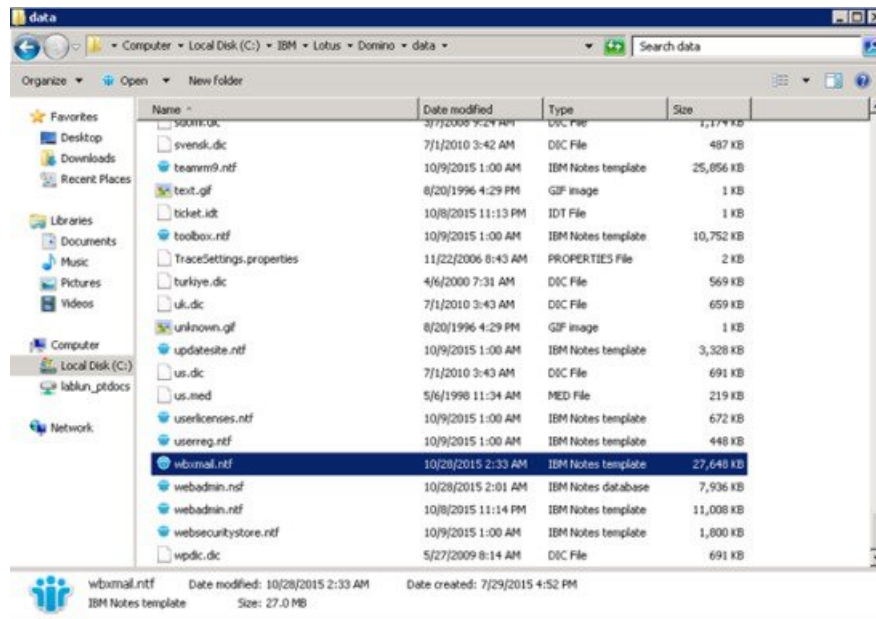 data
Computer Local Disk (C:) IBM Lotus Domino data Search data
Organize Open New folder
Name Date modified Type Size
suomi.dic 3/7/2008 9:24 AM DIC File 1,174 KB
svensk.dic 7/1/2010 3:42 AM DIC File 487 KB
teamrm9.ntf 10/9/2015 1:00 AM IBM Notes template 25,856 KB
text.gif 8/20/1996 4:29 PM GIF image 1 KB
ticket.idt 10/8/2015 11:13 PM IDT File 1 KB
toolbox.ntf 10/9/2015 1:00 AM IBM Notes template 10,752 KB
TraceSettings.properties 11/22/2006 8:43 AM PROPERTIES File 2 KB
turkiye.dic 4/6/2000 7:31 AM DIC File 569 KB
uk.dic 7/1/2010 3:43 AM DIC File 659 KB
unknown.gif 8/20/1996 4:29 PM GIF image 1 KB
updatesite.ntf 10/9/2015 1:00 AM IBM Notes template 3,328 KB
us.dic 7/1/2010 3:43 AM DIC File 691 KB
us.med 5/6/1998 11:34 AM MED File 219 KB
userlicenses.ntf 10/9/2015 1:00 AM IBM Notes template 672 KB
userreg.ntf 10/9/2015 1:00 AM IBM Notes template 448 KB
wbxmail.ntf 10/28/2015 2:33 AM IBM Notes template 27,648 KB
webadmin.nsf 10/28/2015 2:01 AM IBM Notes database 7,936 KB
webadmin.ntf 10/8/2015 11:14 PM IBM Notes template 11,008 KB
websecuritystore.ntf 10/9/2015 1:00 AM IBM Notes template 1,800 KB
wpdic.dic 5/27/2009 8:14 AM DIC File 691 KB
Favorites
Desktop
Downloads
Recent Places
Libraries
Documents
Music
Pictures
Videos
Computer
Local Disk (C:)
lablun_ptdocs
Network
wbxmail.ntf Date modified: 10/28/2015 2:33 AM Date created: 7/29/2015 4:52 PM
IBM Notes template Size: 27.0 MB